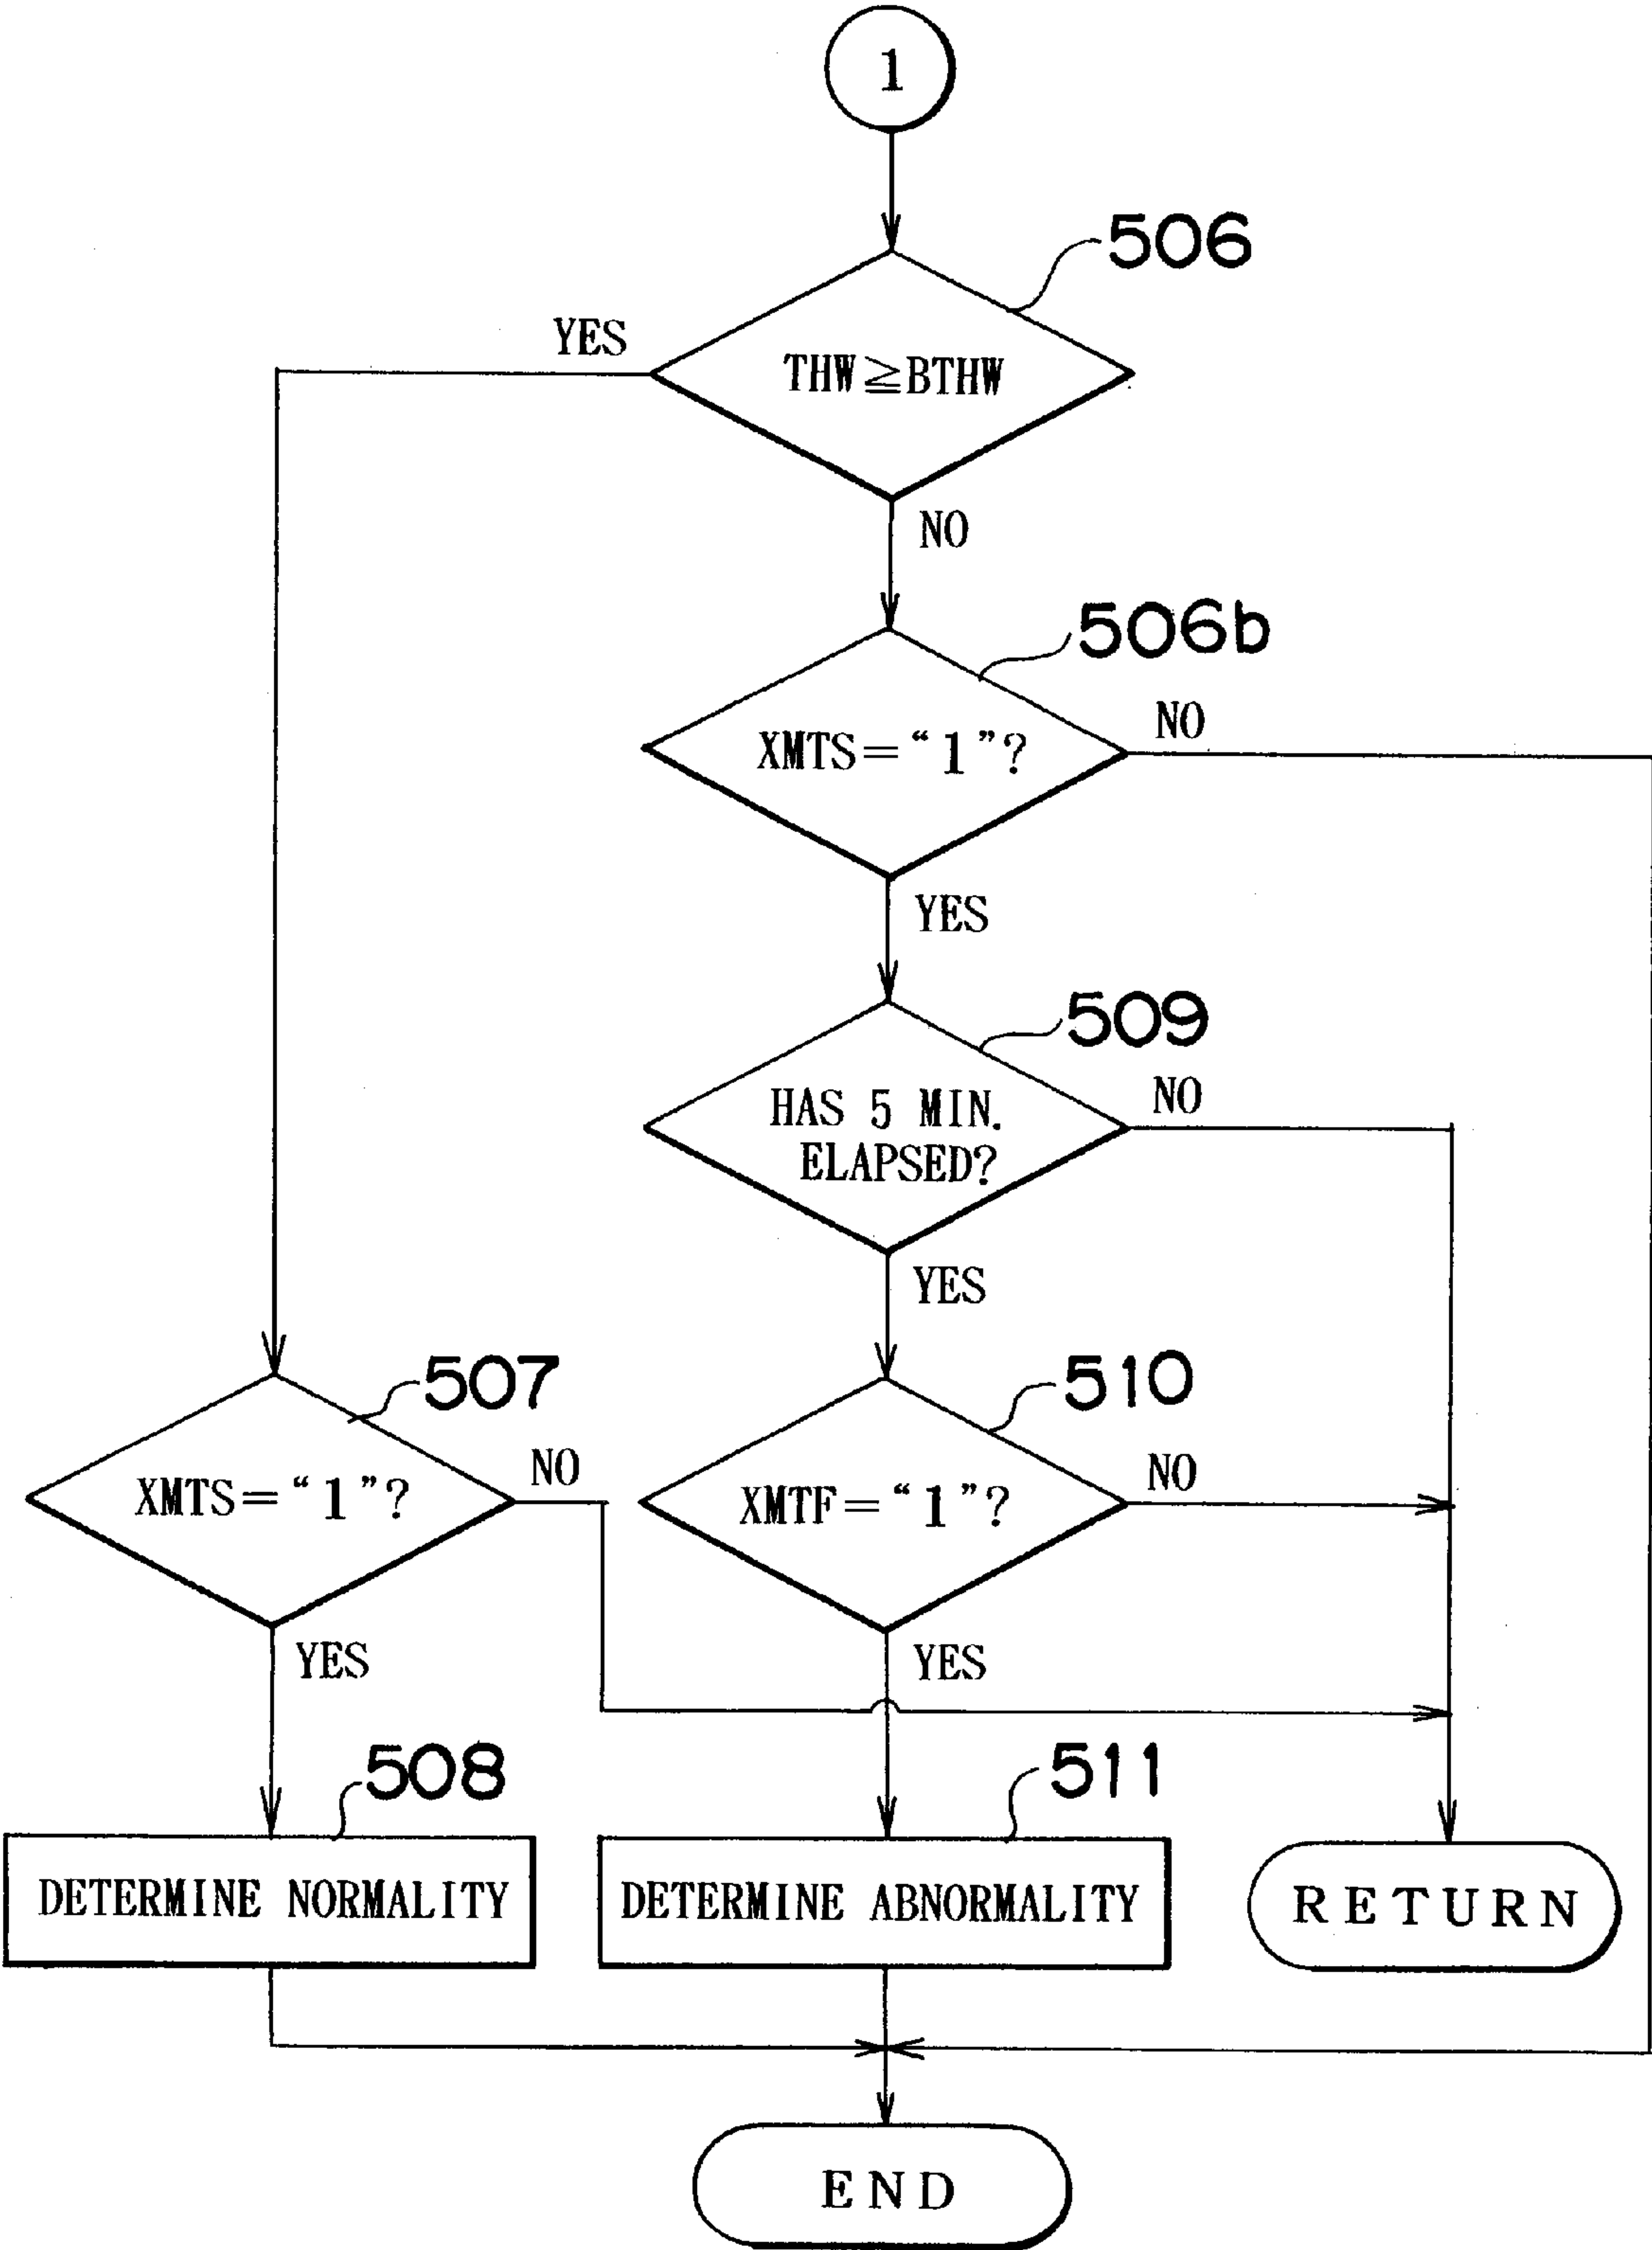 1
506
YES
THW≧BTHW
NO
506b
XMTS=“1”?
NO
YES
509
HAS 5 MIN.
ELAPSED?
NO
YES
507
XMTS=“1”?
NO
YES
510
XMTF=“1”?
NO
YES
508
DETERMINE NORMALITY
511
DETERMINE ABNORMALITY
RETURN
END